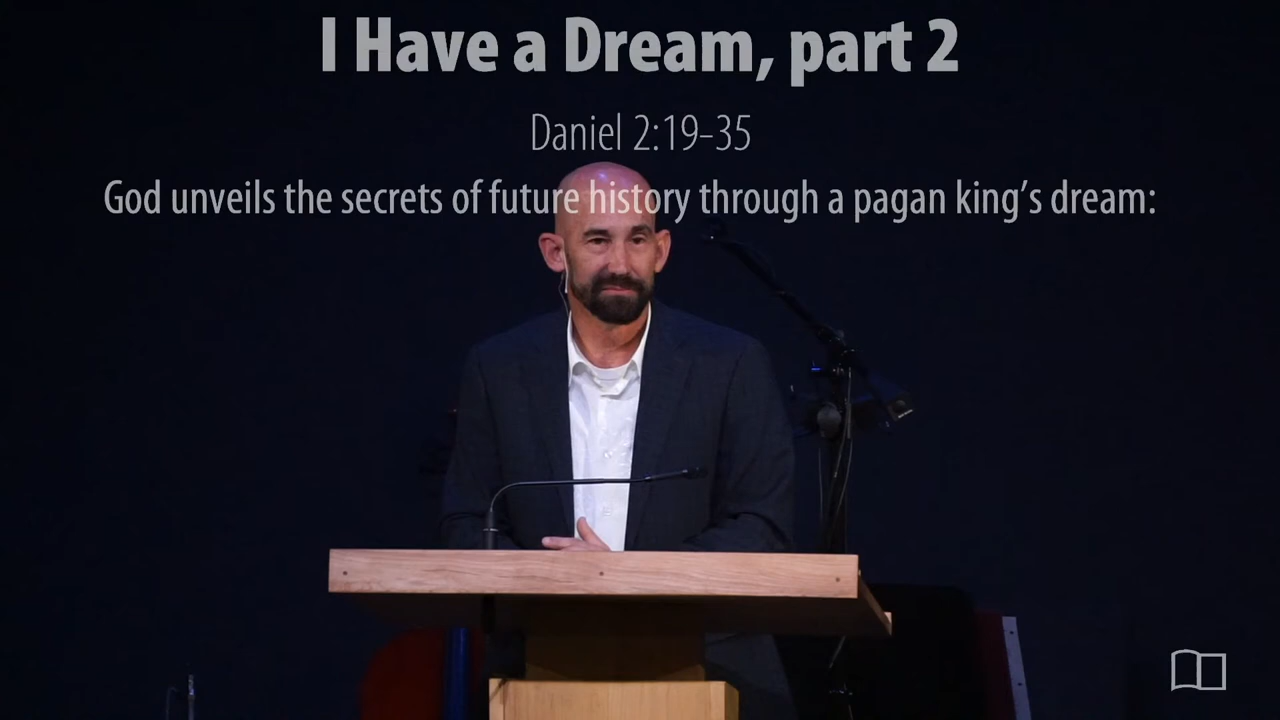 I Have a Dream, part 2
Daniel 2:19-35
God unveils the secrets of future history through a pagan king’s dream: